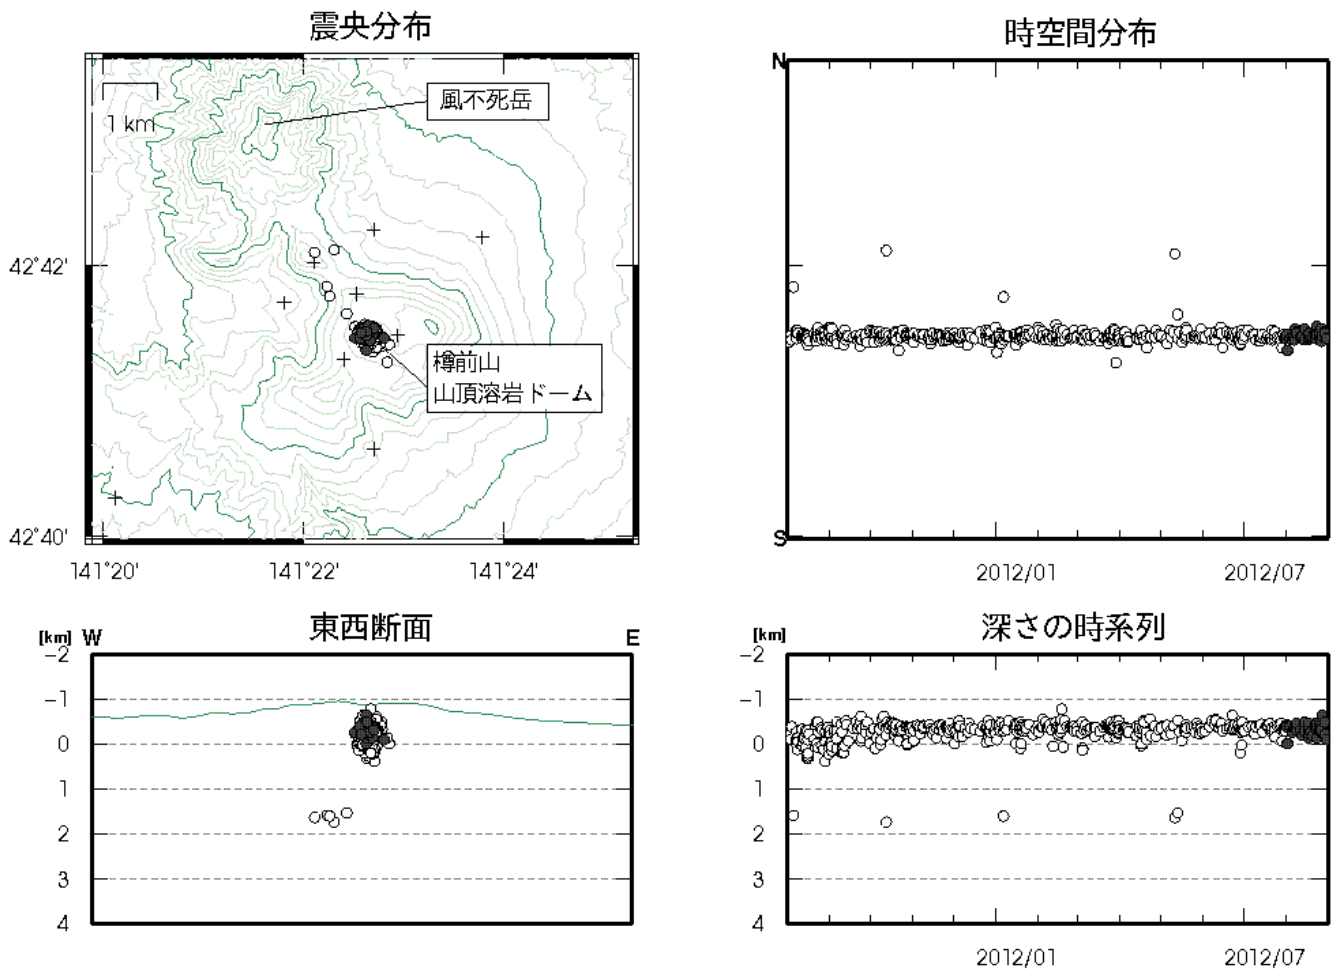 震央分布
風不死岳
1 km
42°42'
樽前山
山頂溶岩ドーム
42°40'
141°20'
141°22'
141°24'
時空間分布
N
S
2012/01
2012/07
東西断面
[km]
W
E
-2
-1
0
1
2
3
4
深さの時系列
[km]
-2
-1
0
1
2
3
4
2012/01
2012/07